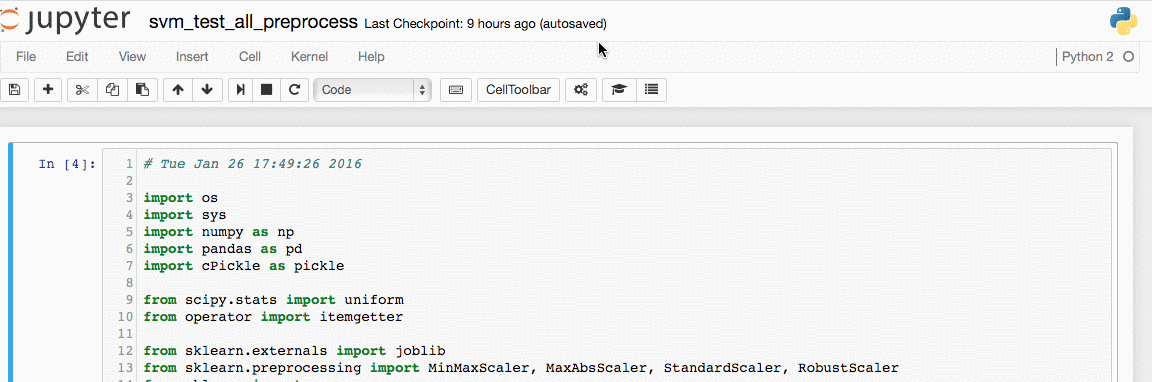 jupyter svm_test_all_preprocess Last Checkpoint: 9 hours ago (autosaved)
File Edit View Insert Cell Kernel Help Python 2
Code CellToolbar
In [4]:
1 # Tue Jan 26 17:49:26 2016
2
3 import os
4 import sys
5 import numpy as np
6 import pandas as pd
7 import cPickle as pickle
8
9 from scipy.stats import uniform
10 from operator import itemgetter
11
12 from sklearn.externals import joblib
13 from sklearn.preprocessing import MinMaxScaler, MaxAbsScaler, StandardScaler, RobustScaler